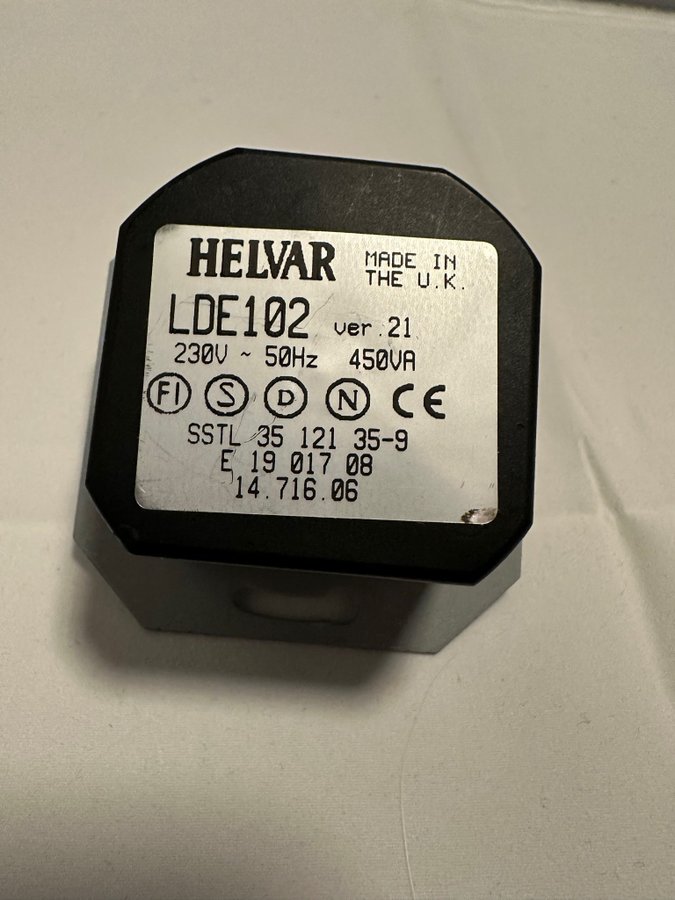 HELVAR MADE IN THE U.K.
LDE102 ver.21
230V ~ 50Hz 450VA
FI S D N CE
SSTL 35 121 35-9
E 19 017 08
14.716.06